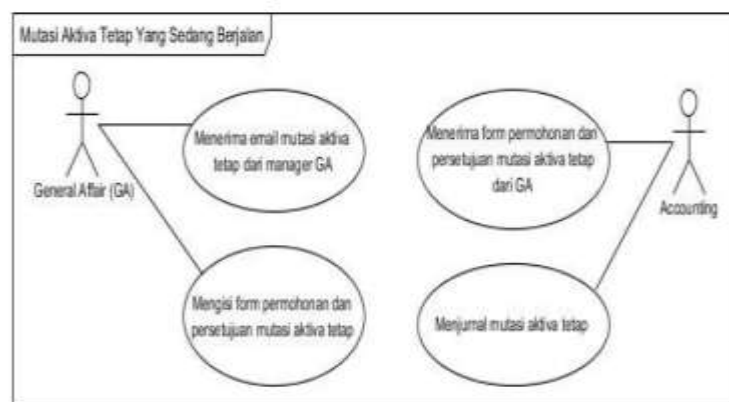 Mutasi Aktiva Tetap Yang Sedang Berjalan
Menerima email mutasi aktiva
tetap dari manager GA
Menerima form permohonan dan
persetujuan mutasi aktiva tetap
dari GA
General Affair (GA)
Accounting
Mengisi form permohonan dan
persetujuan mutasi aktiva tetap
Menjurnal mutasi aktiva tetap